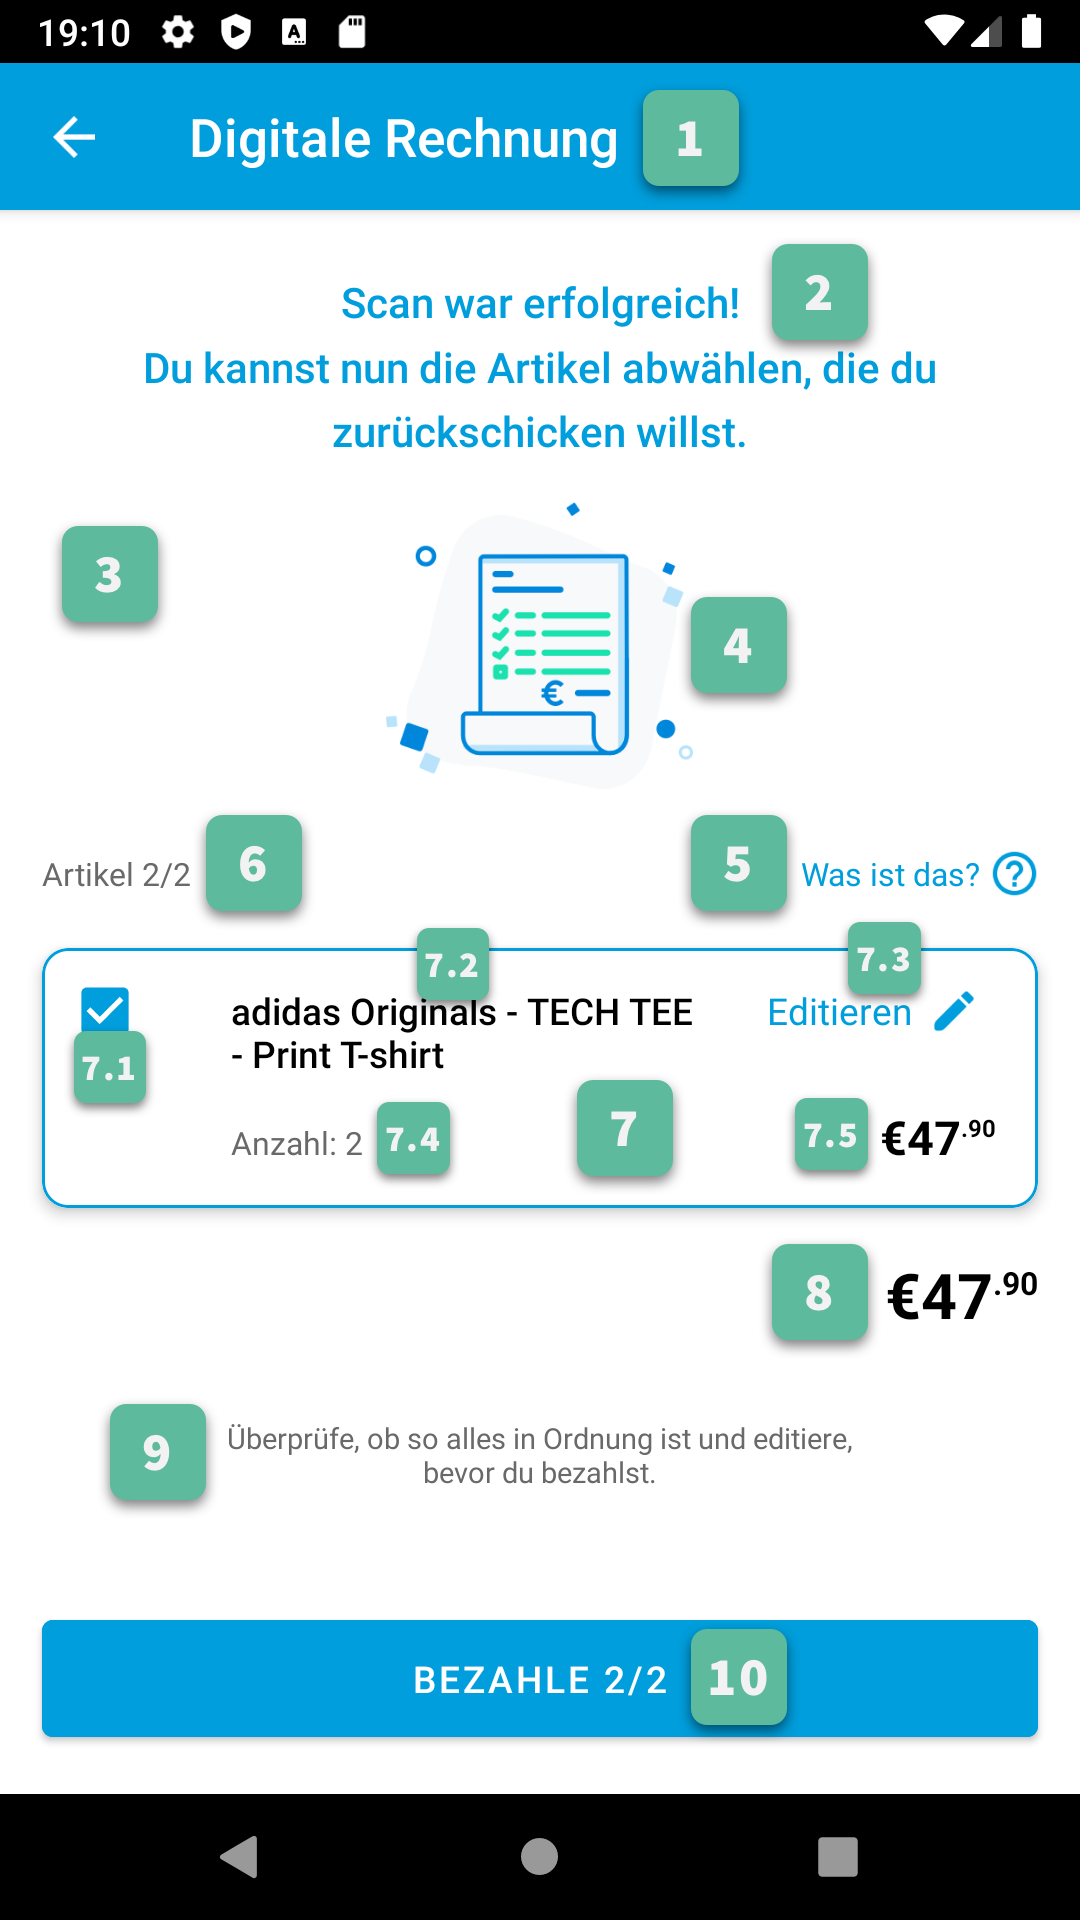 19:10
Digitale Rechnung 1
2
Scan war erfolgreich!
Du kannst nun die Artikel abwählen, die du
zurückschicken willst.
3
4
€
Artikel 2/2 6 5 Was ist das? ?
7.2 7.3
adidas Originals - TECH TEE Editieren
- Print T-shirt
7.1
Anzahl: 2 7.4 7 7.5 €47.90
8 €47.90
9 Überprüfe, ob so alles in Ordnung ist und editiere,
bevor du bezahlst.
BEZAHLE 2/2 10